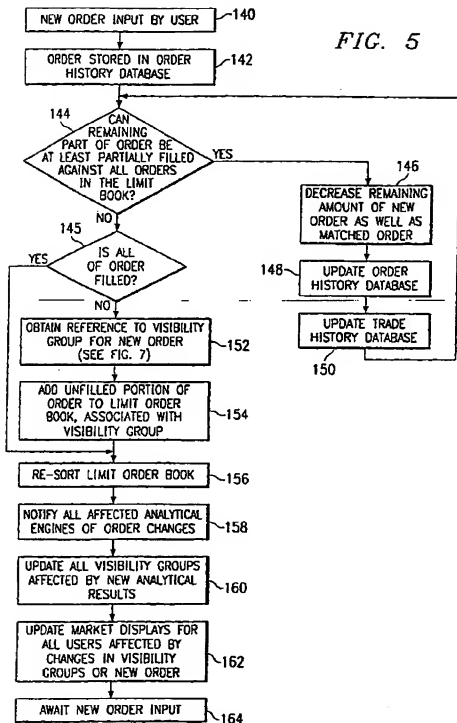 FIG. 5
NEW ORDER INPUT BY USER
140
ORDER STORED IN ORDER
HISTORY DATABASE
142
144
CAN
REMAINING
PART OF ORDER BE
AT LEAST PARTIALLY FILLED
AGAINST ALL ORDERS
IN THE LIMIT
BOOK?
YES
NO
146
DECREASE REMAINING
AMOUNT OF NEW
ORDER AS WELL AS
MATCHED ORDER
148
UPDATE ORDER
HISTORY DATABASE
UPDATE TRADE
HISTORY DATABASE
150
145
YES
IS ALL
OF ORDER
FILLED?
NO
OBTAIN REFERENCE TO VISIBILITY
GROUP FOR NEW ORDER
(SEE FIG. 7)
152
ADD UNFILLED PORTION OF
ORDER TO LIMIT ORDER
BOOK, ASSOCIATED WITH
VISIBILITY GROUP
154
RE-SORT LIMIT ORDER BOOK
156
NOTIFY ALL AFFECTED ANALYTICAL
ENGINES OF ORDER CHANGES
158
UPDATE ALL VISIBILITY GROUPS
AFFECTED BY NEW ANALYTICAL
RESULTS
160
UPDATE MARKET DISPLAYS FOR
ALL USERS AFFECTED BY
CHANGES IN VISIBILITY
GROUPS OR NEW ORDER
162
AWAIT NEW ORDER INPUT
164